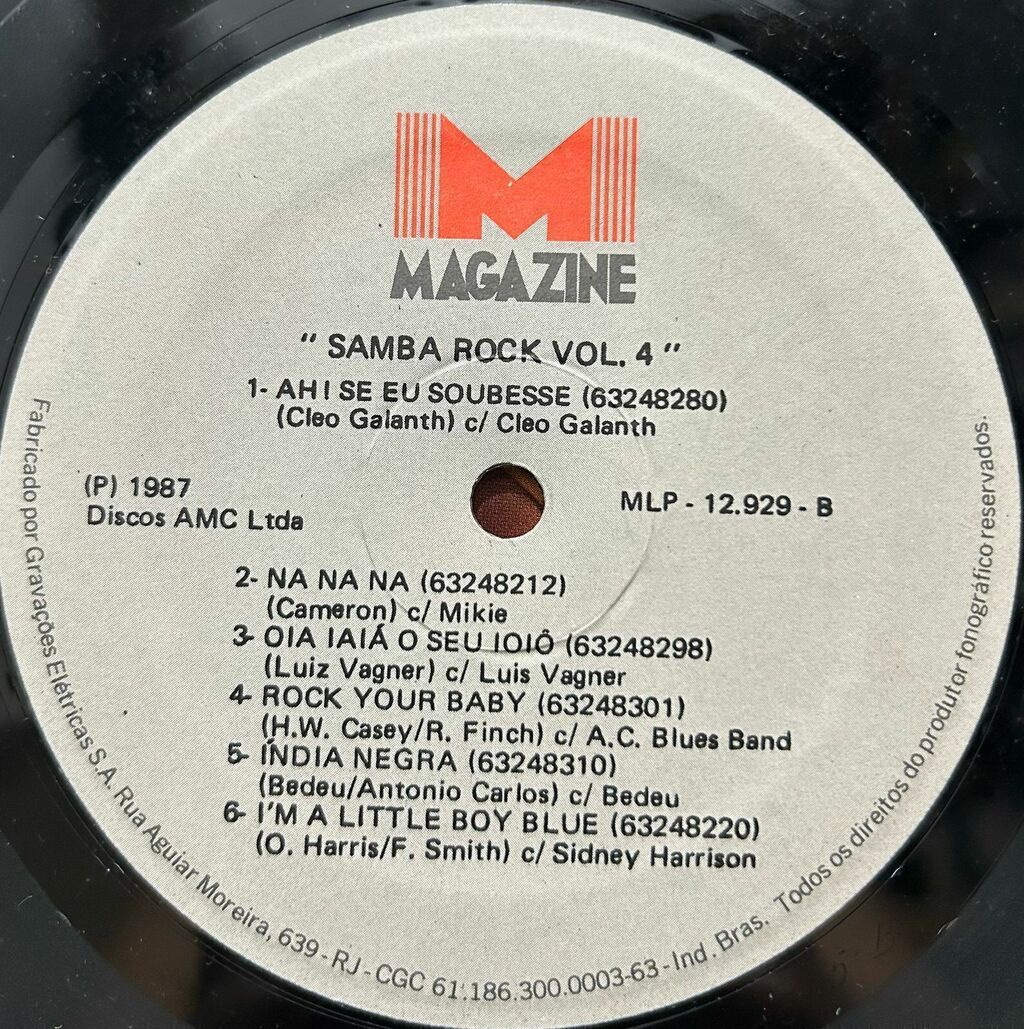 M
MAGAZINE
" SAMBA ROCK VOL. 4 "
1- AH! SE EU SOUBESSE (63248280)
(Cleo Galanth) c/ Cleo Galanth
(P) 1987
Discos AMC Ltda
MLP - 12.929 - B
2- NA NA NA (63248212)
(Cameron) c/ Mikie
3- OIA IAIÁ O SEU IOIÔ (63248298)
(Luiz Vagner) c/ Luis Vagner
4- ROCK YOUR BABY (63248301)
(H.W. Casey/R. Finch) c/ A.C. Blues Band
5- ÍNDIA NEGRA (63248310)
(Bedeu/Antonio Carlos) c/ Bedeu
6- I'M A LITTLE BOY BLUE (63248220)
(O. Harris/F. Smith) c/ Sidney Harrison
Fabricado por Gravações Elétricas S.A. Rua Aguiar Moreira, 639 - RJ - CGC 61.186.300.0003-63 - Ind. Bras. Todos os direitos do produtor fonográfico reservados.